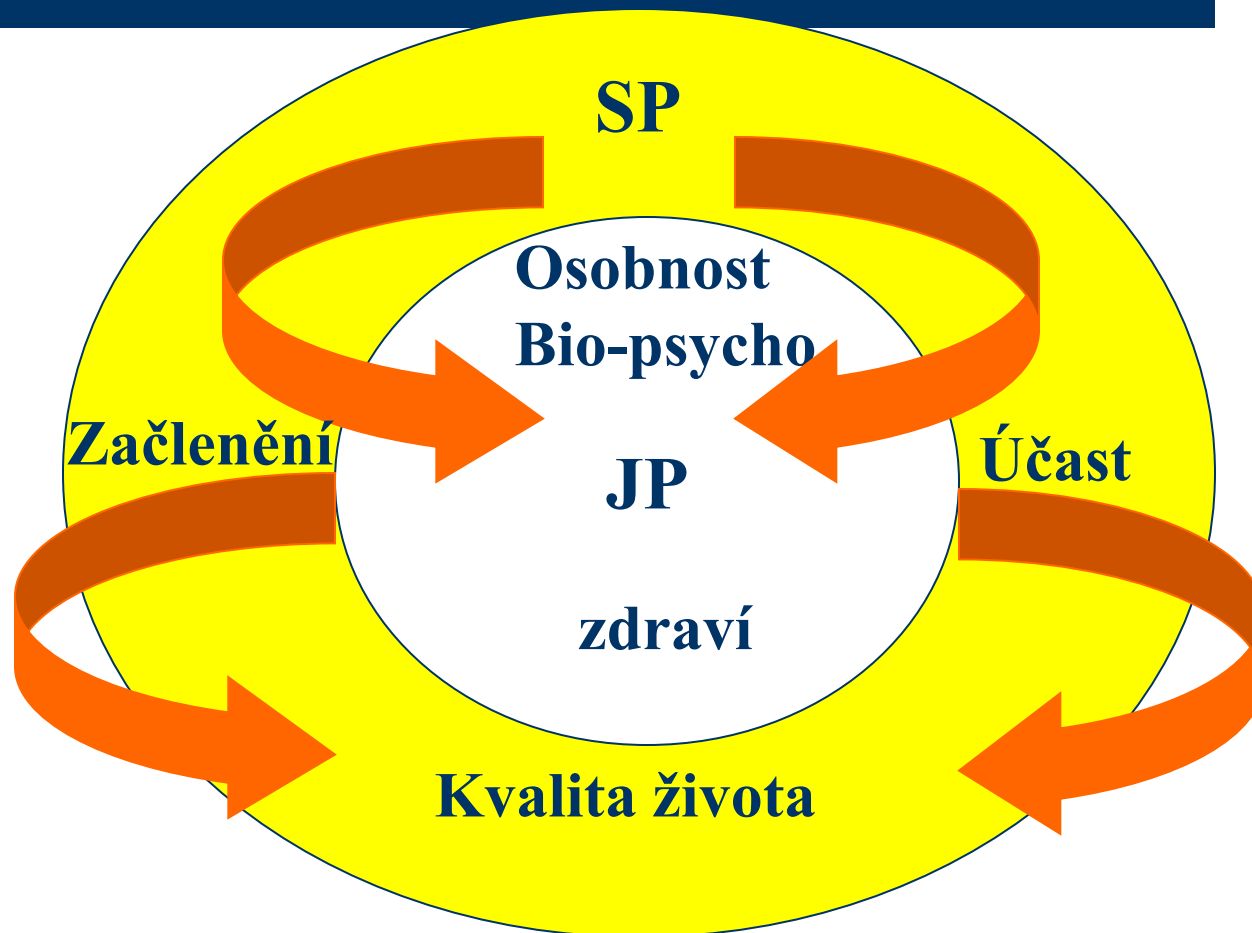 SP
Osobnost
Bio-psycho
Začlenění
Účast
JP
zdraví
Kvalita života